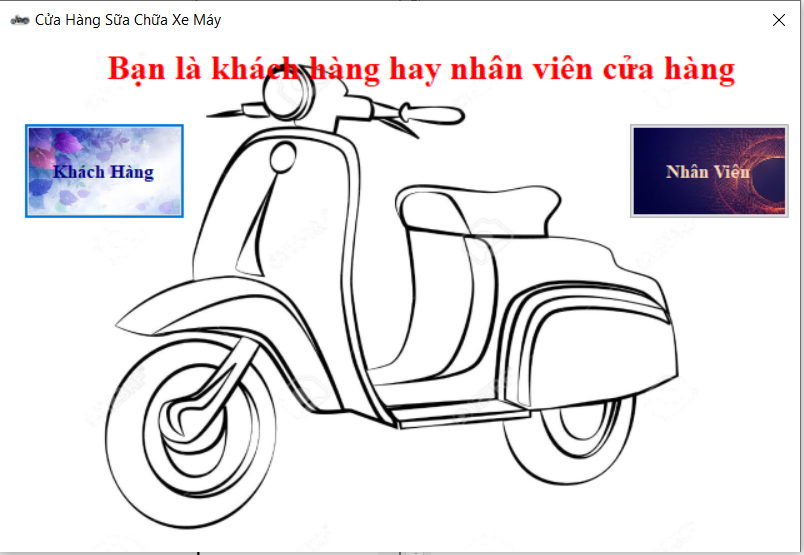 Cửa Hàng Sữa Chữa Xe Máy
Bạn là khách hàng hay nhân viên cửa hàng
Khách Hàng
Nhân Viên